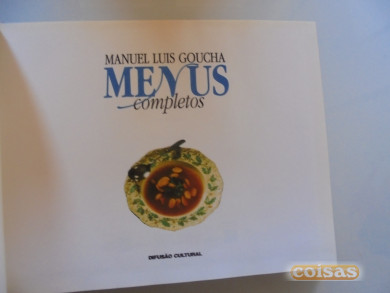 MANUEL LUIS GOUCHA
MENUS
completos
DIFUSÃO CULTURAL
coisas